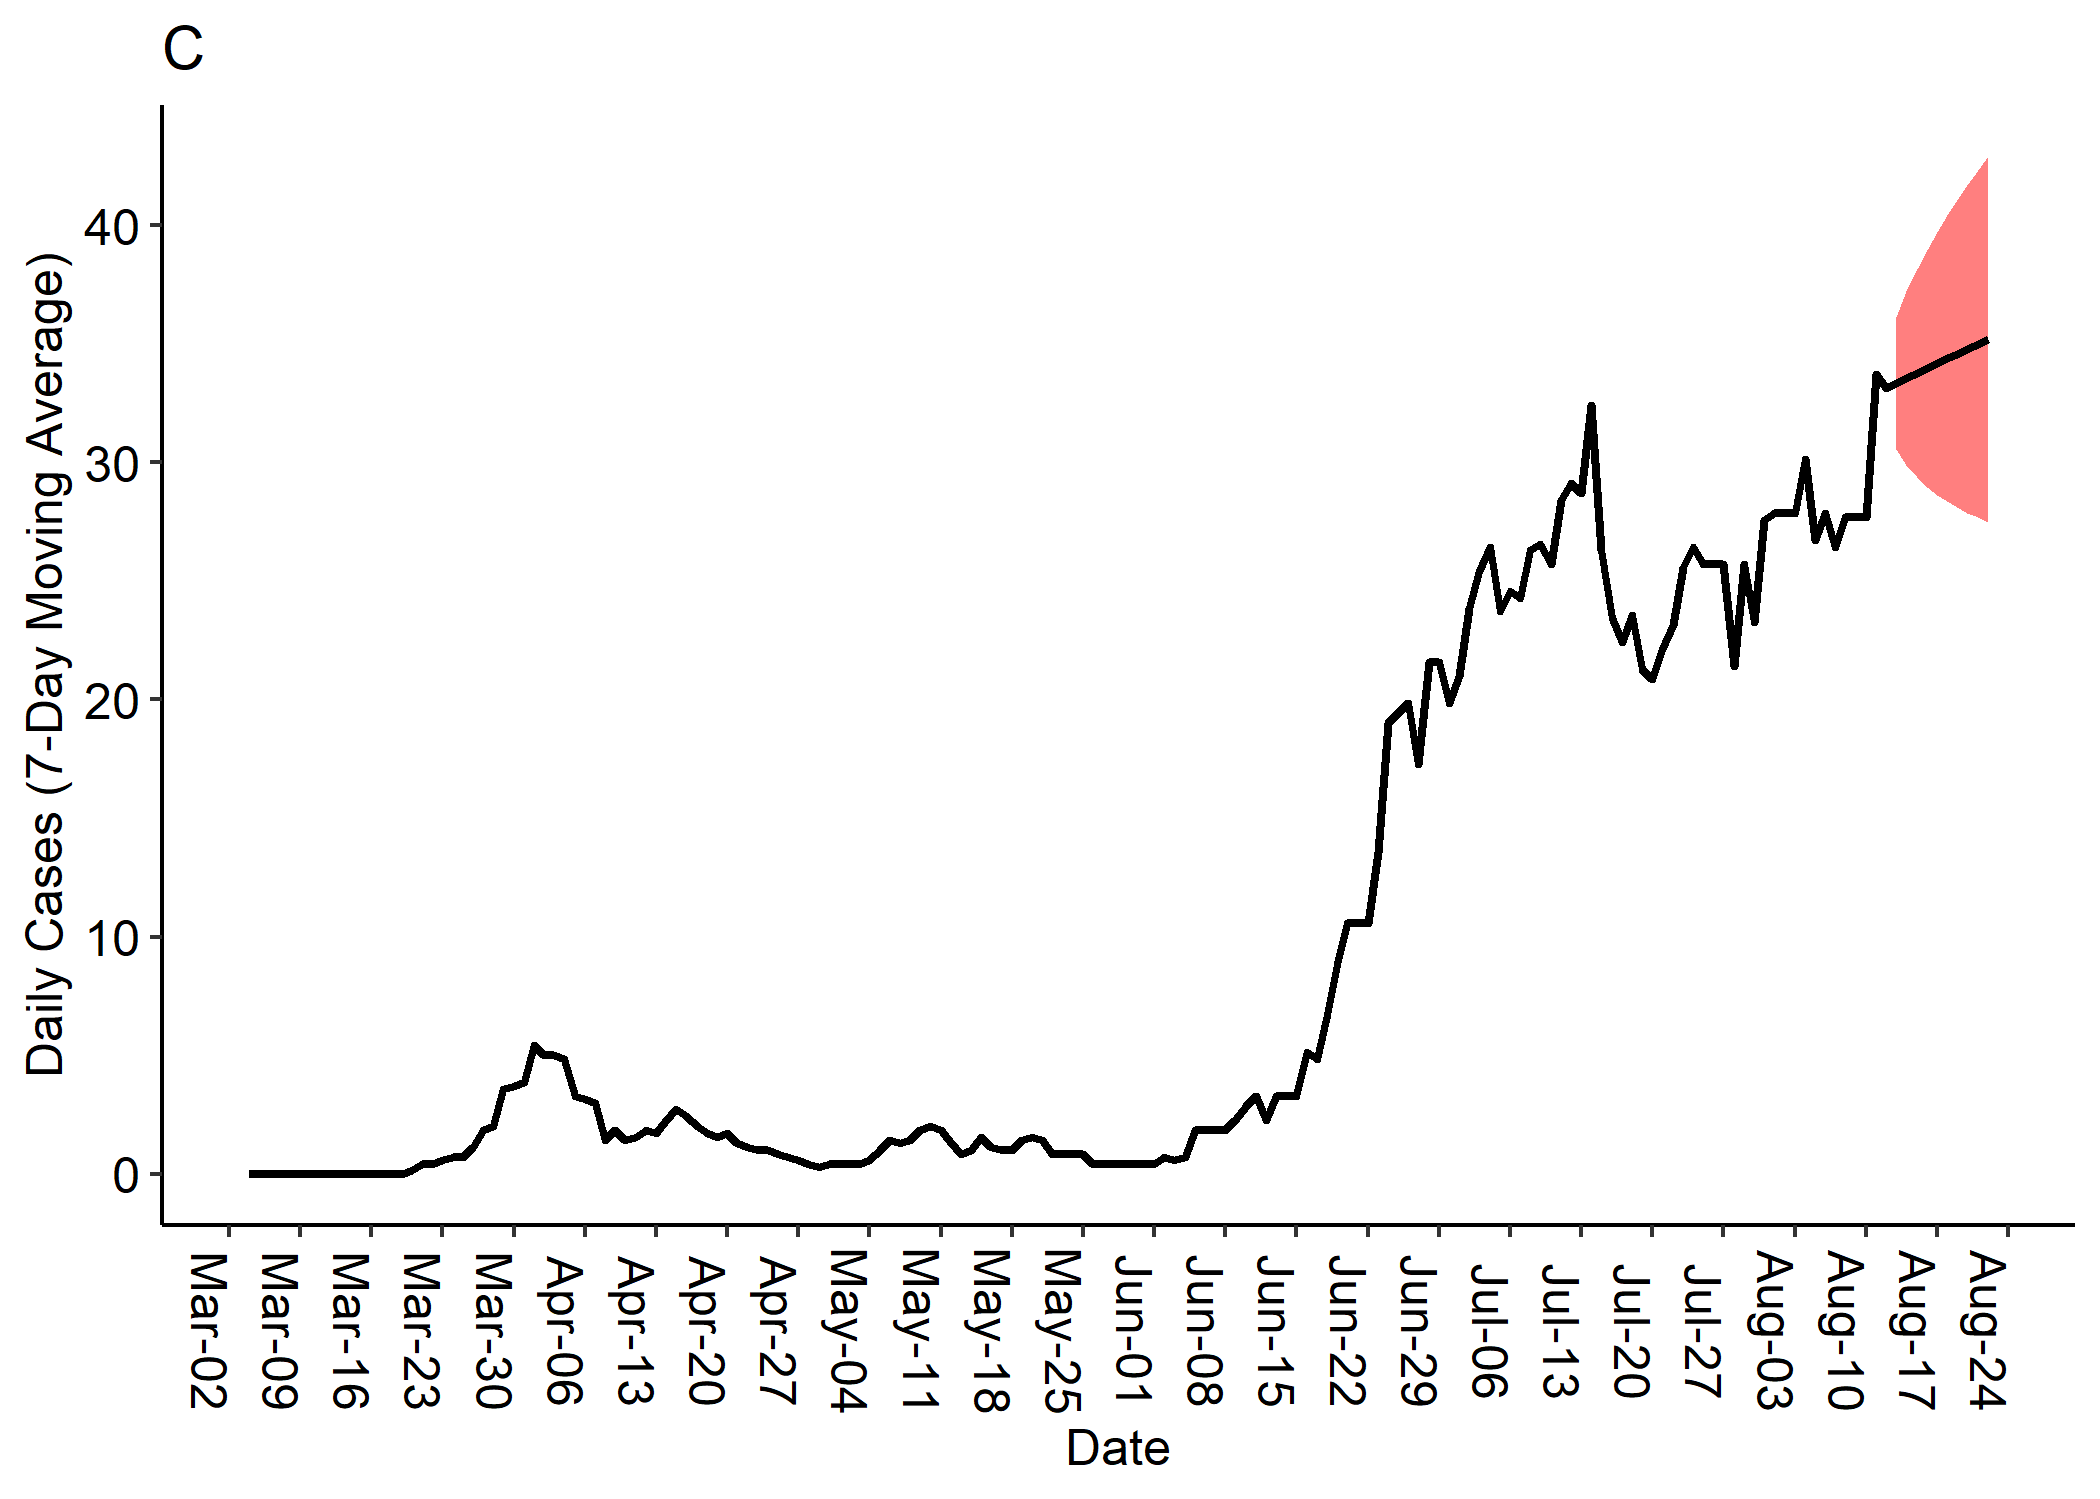 C
Daily Cases (7-Day Moving Average)
40
30
20
10
0
Mar-02
Mar-09
Mar-16
Mar-23
Mar-30
Apr-06
Apr-13
Apr-20
Apr-27
May-04
May-11
May-18
May-25
Jun-01
Jun-08
Jun-15
Jun-22
Jun-29
Jul-06
Jul-13
Jul-20
Jul-27
Aug-03
Aug-10
Aug-17
Aug-24
Date